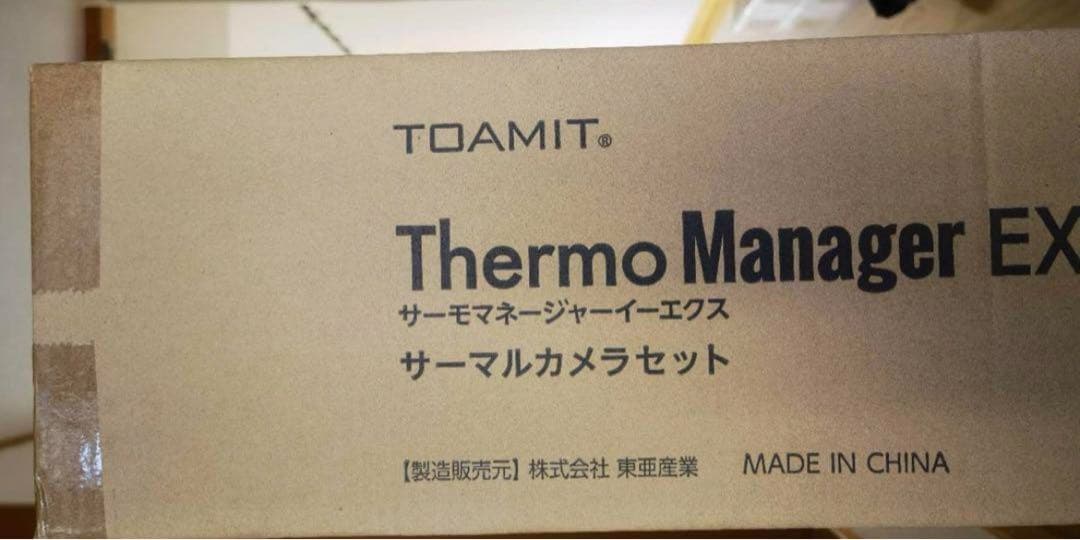 TOAMIT®
Thermo Manager EX
サーモマネージャーイーエクス
サーマルカメラセット
【製造販売元】 株式会社 東亜産業 MADE IN CHINA